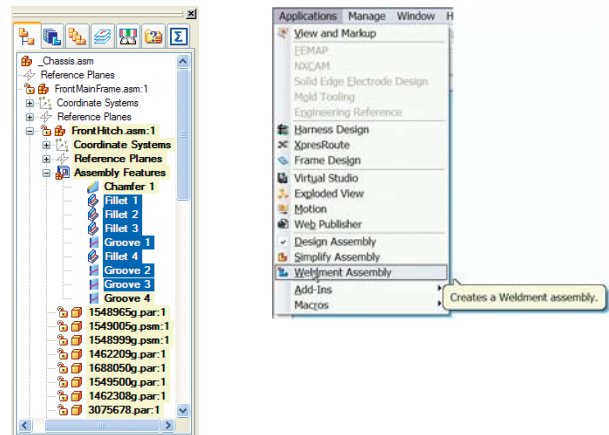 _Chassis.asm
Reference Planes
FrontMainFrame.asm:1
Coordinate Systems
Reference Planes
FrontHitch.asm:1
Coordinate Systems
Reference Planes
Assembly Features
Chamfer 1
Fillet 1
Fillet 2
Fillet 3
Groove 1
Fillet 4
Groove 2
Groove 3
Groove 4
1548965g.par:1
1549005g.psm:1
1548999g.psm:1
1462209g.par:1
1688050g.par:1
1549500g.par:1
1462308g.par:1
3075678.par:1
Applications Manage Window H
View and Markup
FEMAP
NXCAM
Solid Edge Electrode Design
Mold Tooling
Engineering Reference
Harness Design
XpresRoute
Frame Design
Virtual Studio
Exploded View
Motion
Web Publisher
Design Assembly
Simplify Assembly
Weldment Assembly
Creates a Weldment assembly.
Add-Ins
Macros